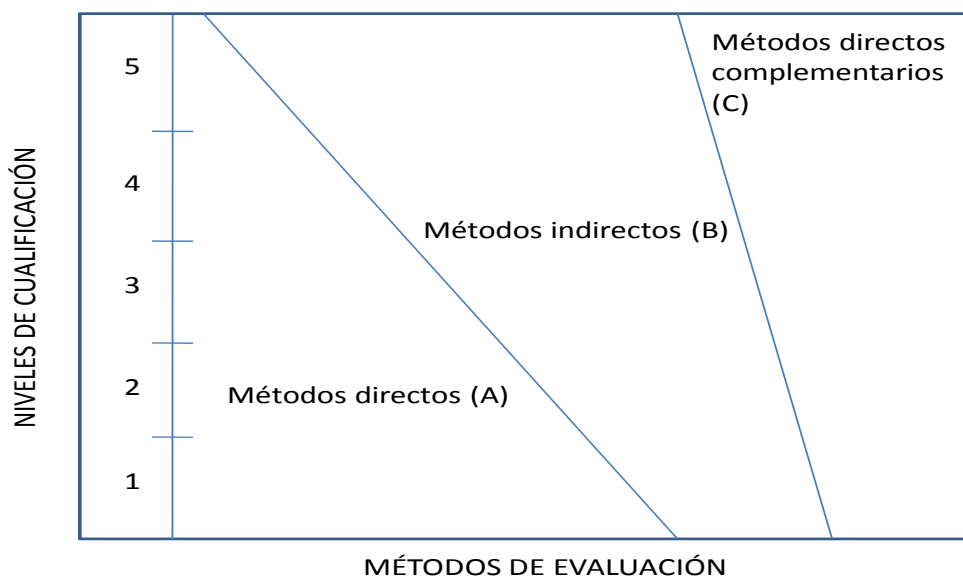 NIVELES DE CUALIFICACIÓN
5
4
3
2
1
Métodos directos
complementarios
(C)
Métodos indirectos (B)
Métodos directos (A)
MÉTODOS DE EVALUACIÓN